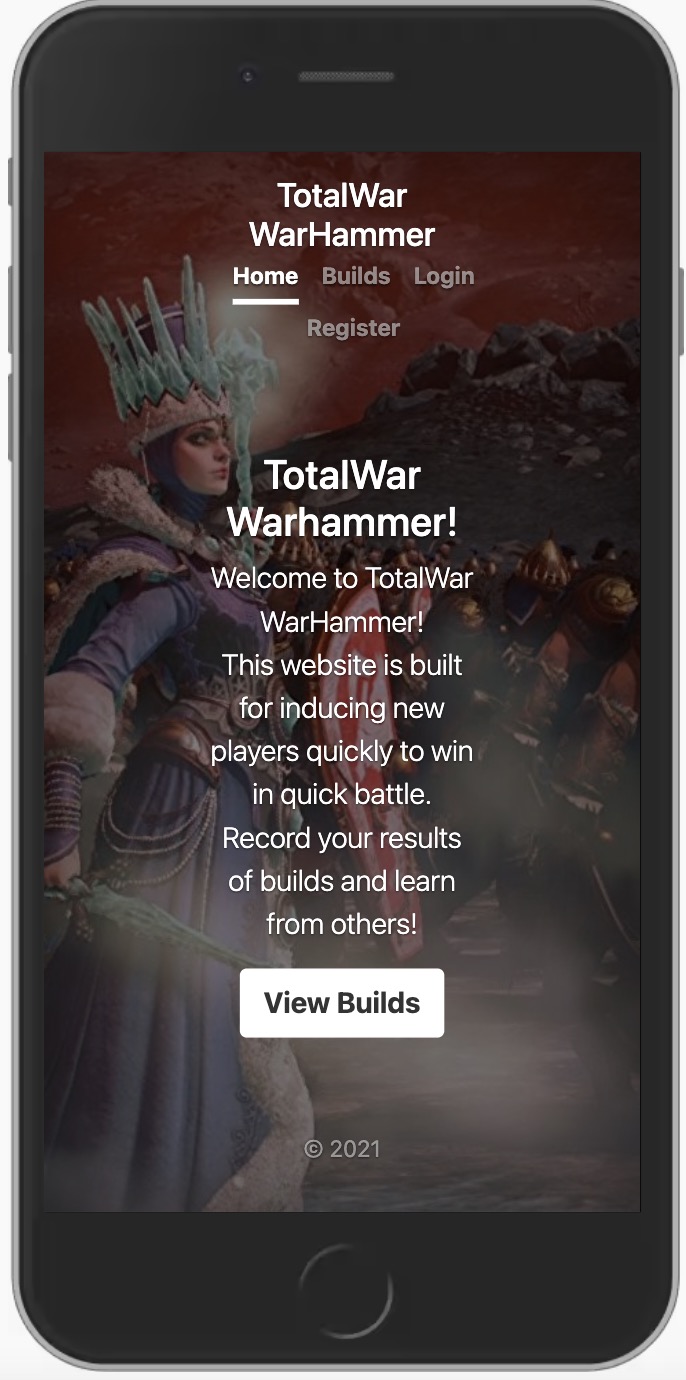 TotalWar
WarHammer
Home Builds Login
Register
TotalWar
Warhammer!
Welcome to TotalWar
WarHammer!
This website is built
for inducing new
players quickly to win
in quick battle.
Record your results
of builds and learn
from others!
View Builds
© 2021